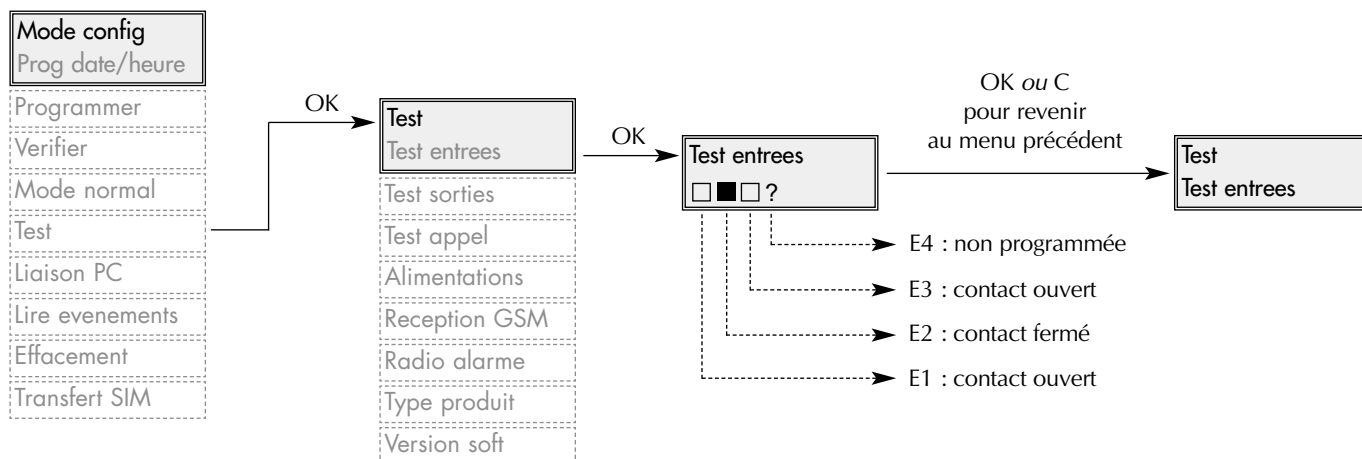 Mode config
Prog date/heure
Programmer
Verifier
Mode normal
Test
Liaison PC
Lire evenements
Effacement
Transfert SIM
OK
Test
Test entrees
Test sorties
Test appel
Alimentations
Reception GSM
Radio alarme
Type produit
Version soft
OK
Test entrees
?
E4 : non programmée
E3 : contact ouvert
E2 : contact fermé
E1 : contact ouvert
OK ou C
pour revenir
au menu précédent
Test
Test entrees